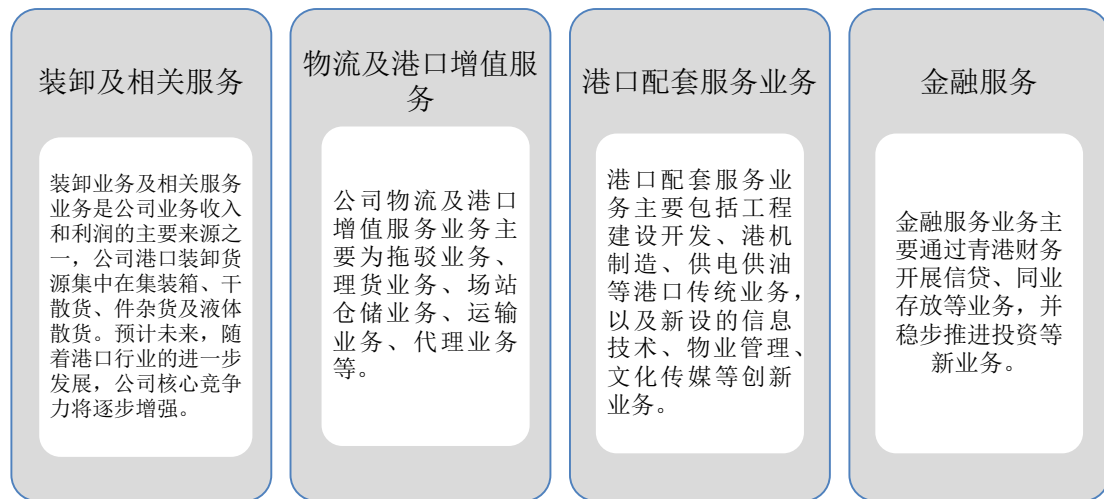 装卸及相关服务
装卸业务及相关服务
业务是公司业务收入
和利润的主要来源之
一，公司港口装卸货
源集中在集装箱、干
散货、件杂货及液体
散货。预计未来，随
着港口行业的进一步
发展，公司核心竞争
力将逐步增强。
物流及港口增值服
务
公司物流及港口
增值服务业务主
要为拖驳业务、
理货业务、场站
仓储业务、运输
业务、代理业务
等。
港口配套服务业务
港口配套服务业
务主要包括工程
建设开发、港机
制造、供电供油
等港口传统业务，
以及新设的信息
技术、物业管理、
文化传媒等创新
业务。
金融服务
金融服务业务主
要通过青港财务
开展信贷、同业
存放等业务，并
稳步推进投资等
新业务。